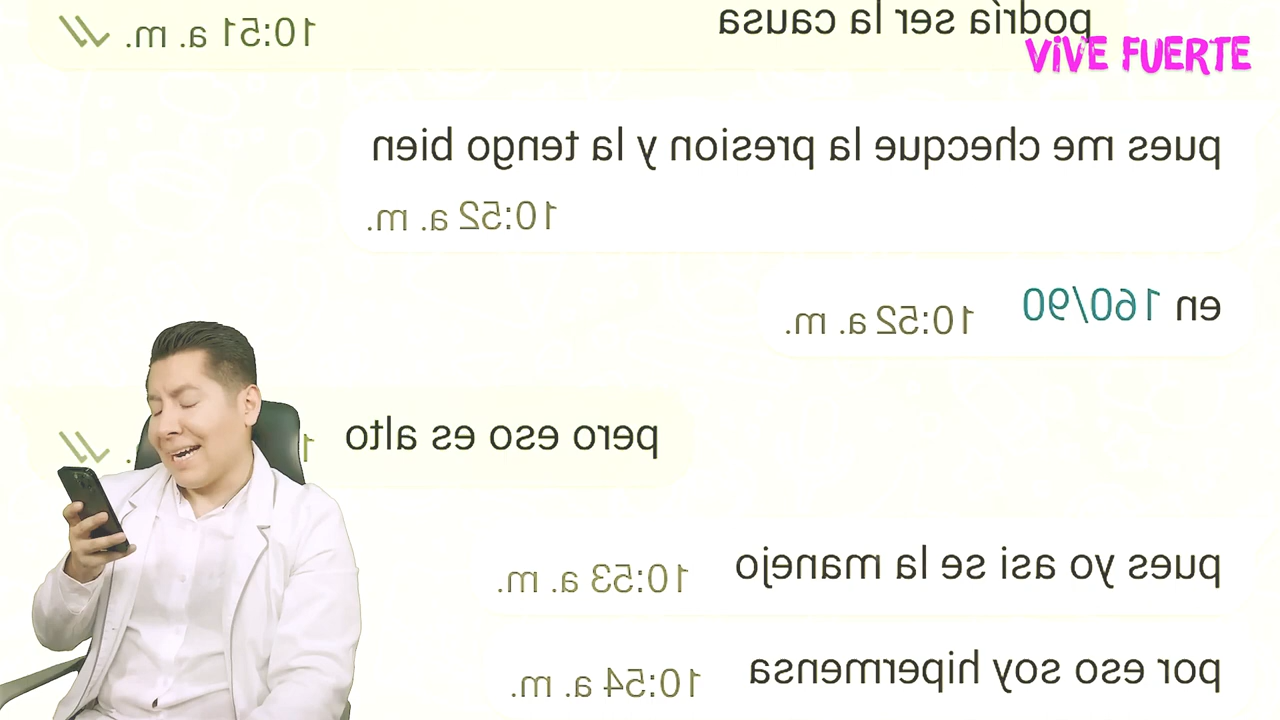 podría ser la causa 10:51 a. m.
VIVE FUERTE
pues me checque la presion y la tengo bien
10:52 a. m.
en 160/90 10:52 a. m.
pero eso es alto
pues yo asi se la manejo 10:53 a. m.
por eso soy hipermensa 10:54 a. m.